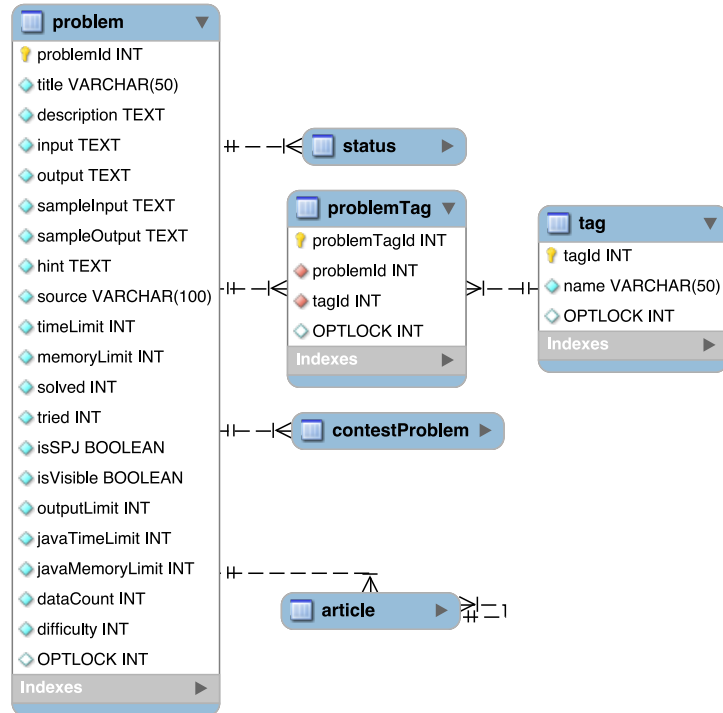 problem
problemId INT
title VARCHAR(50)
description TEXT
input TEXT
output TEXT
sampleInput TEXT
sampleOutput TEXT
hint TEXT
source VARCHAR(100)
timeLimit INT
memoryLimit INT
solved INT
tried INT
isSPJ BOOLEAN
isVisible BOOLEAN
outputLimit INT
javaTimeLimit INT
javaMemoryLimit INT
dataCount INT
difficulty INT
OPTLOCK INT
Indexes
status
problemTag
problemTagId INT
problemId INT
tagId INT
OPTLOCK INT
Indexes
tag
tagId INT
name VARCHAR(50)
OPTLOCK INT
Indexes
contestProblem
article